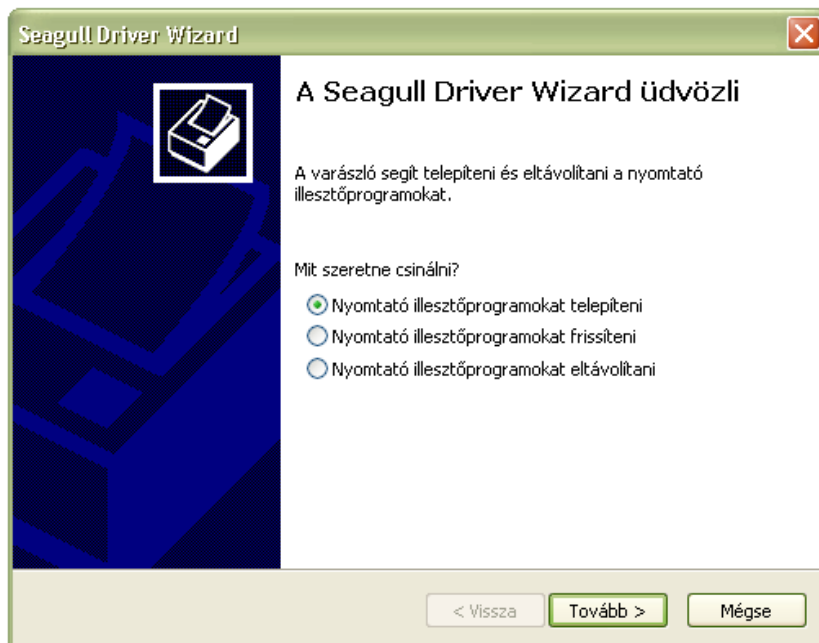 Seagull Driver Wizard
A Seagull Driver Wizard üdvözli
A varászló segít telepíteni és eltávolítani a nyomtató
illesztőprogramokat.
Mit szeretne csinálni?
Nyomtató illesztőprogramokat telepíteni
Nyomtató illesztőprogramokat frissíteni
Nyomtató illesztőprogramokat eltávolítani
< Vissza
Tovább >
Mégse